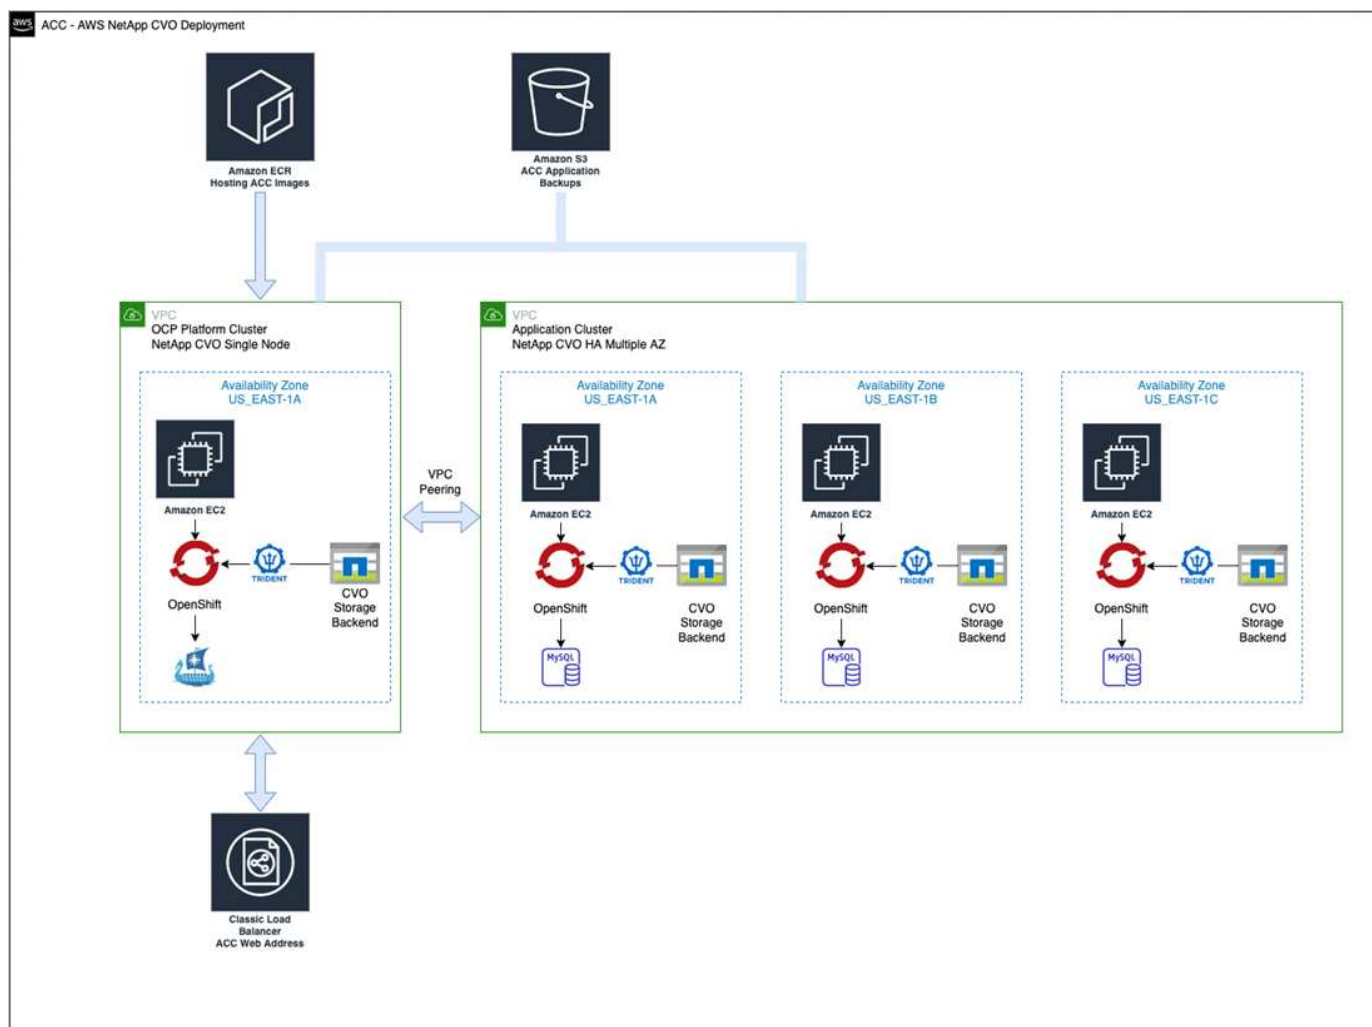 aws
ACC - AWS NetApp CVO Deployment
Amazon ECR
Hosting ACC Images
Amazon S3
ACC Application
Backups
VPC
OCP Platform Cluster
NetApp CVO Single Node
Availability Zone
US_EAST-1A
Amazon EC2
TRIDENT
OpenShift
CVO
Storage
Backend
VPC
Peering
VPC
Application Cluster
NetApp CVO HA Multiple AZ
Availability Zone
US_EAST-1A
Amazon EC2
TRIDENT
OpenShift
CVO
Storage
Backend
MySQL
Availability Zone
US_EAST-1B
Amazon EC2
TRIDENT
OpenShift
CVO
Storage
Backend
MySQL
Availability Zone
US_EAST-1C
Amazon EC2
TRIDENT
OpenShift
CVO
Storage
Backend
MySQL
Classic Load
Balancer
ACC Web Address